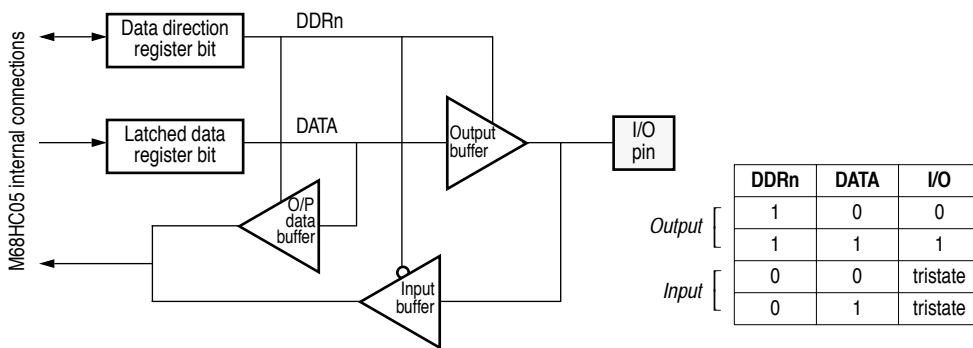 M68HC05 internal connections
Data direction
register bit
DDRn
Latched data
register bit
DATA
Output
buffer
I/O
pin
O/P
data
buffer
Input
buffer
DDRn DATA I/O
Output
1 0 0
1 1 1
Input
0 0 tristate
0 1 tristate